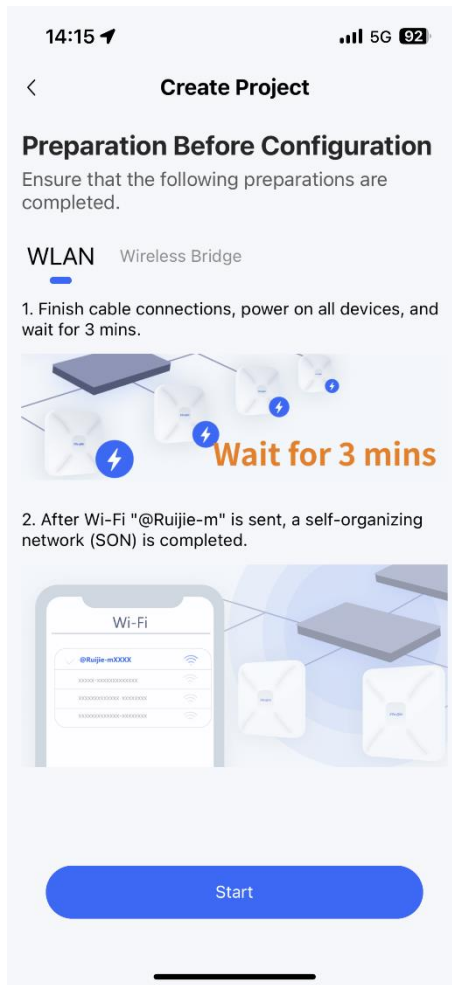 14:15
5G 92
Create Project
Preparation Before Configuration
Ensure that the following preparations are
completed.
WLAN Wireless Bridge
1. Finish cable connections, power on all devices, and
wait for 3 mins.
Wait for 3 mins
2. After Wi-Fi "@Ruijie-m" is sent, a self-organizing
network (SON) is completed.
Wi-Fi
@Ruijie-mXXXX
Start